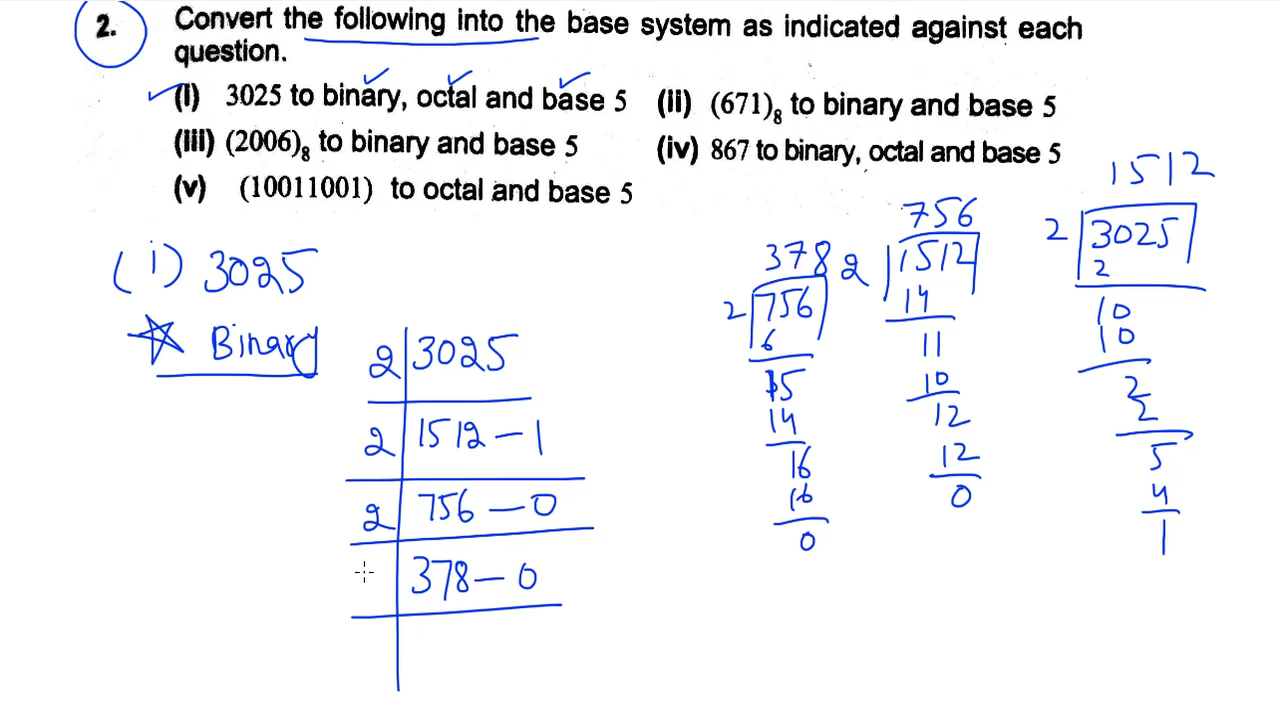 2. Convert the following into the base system as indicated against each
question.
(i) 3025 to binary, octal and base 5 (ii) (671)₈ to binary and base 5
(iii) (2006)₈ to binary and base 5 (iv) 867 to binary, octal and base 5
(v) (10011001) to octal and base 5
(i) 3025
Binary
2 3025
2 1512 - 1
2 756 - 0
378 - 0
378
2 756
6
15
14
16
16
0
756
2 1512
14
11
10
12
12
0
1512
2 3025
2
10
10
2
2
5
4
1